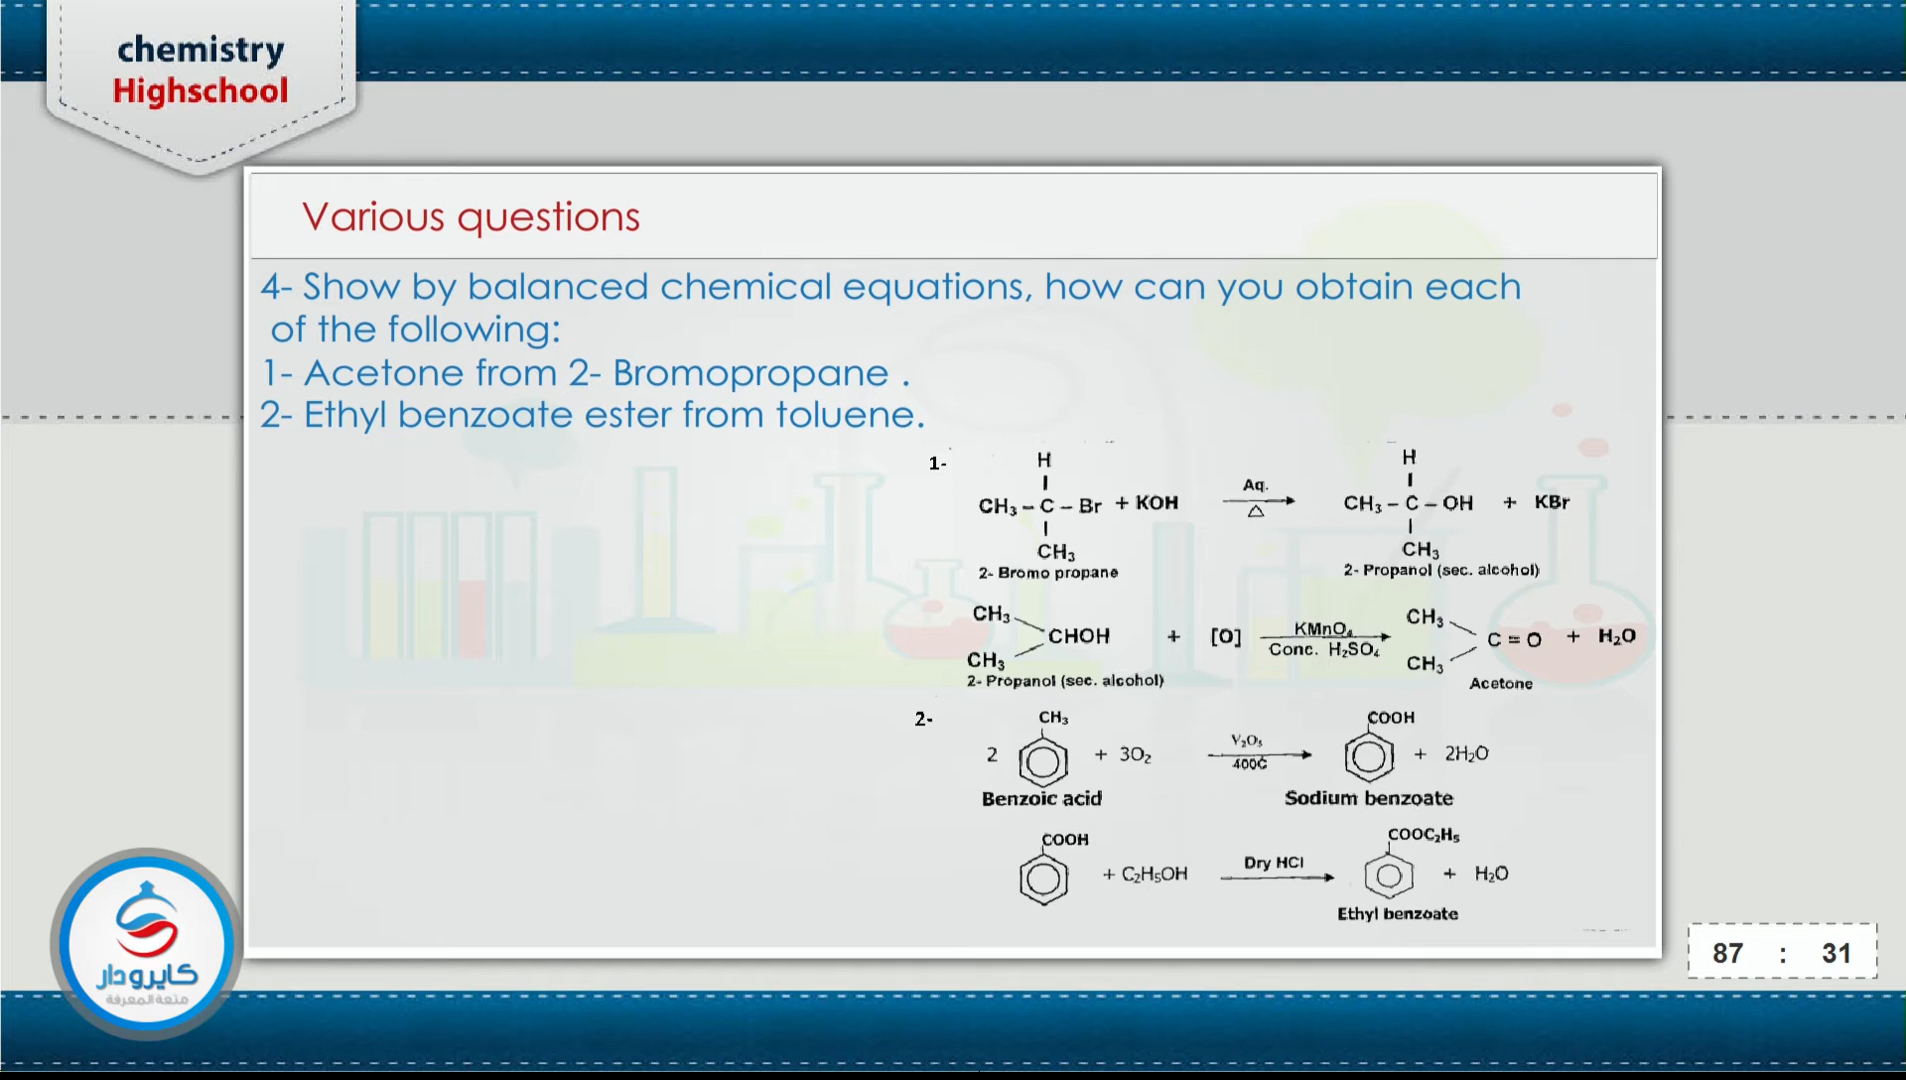 chemistry
Highschool
Various questions
4- Show by balanced chemical equations, how can you obtain each
of the following:
1- Acetone from 2- Bromopropane .
2- Ethyl benzoate ester from toluene.
1-
H H
CH₃ – C – Br + KOH Aq. △ CH₃ – C – OH + KBr
CH₃ CH₃
2- Bromo propane 2- Propanol (sec. alcohol)
CH₃ CH₃
CHOH + [O] KMnO₄ Conc. H₂SO₄ C = O + H₂O
CH₃ CH₃
2- Propanol (sec. alcohol) Acetone
2-
CH₃ COOH
2 + 3O₂ V₂O₅ 400C + 2H₂O
Benzoic acid Sodium benzoate
COOH COOC₂H₅
+ C₂H₅OH Dry HCl + H₂O
Ethyl benzoate
كايرودار
متعة المعرفة
87 : 31